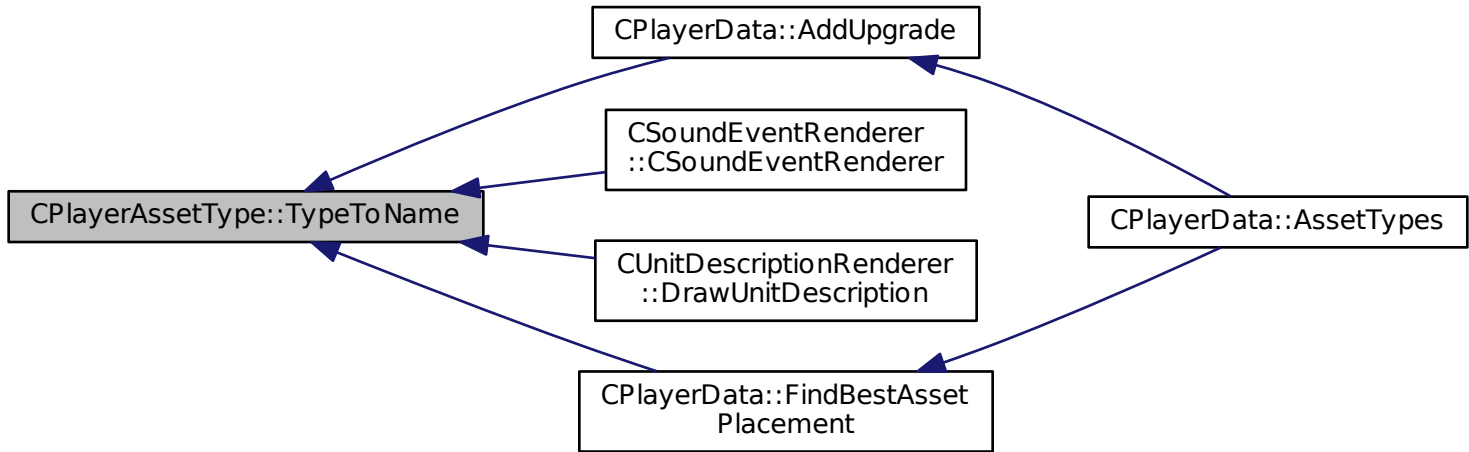 CPlayerData::AddUpgrade
CSoundEventRenderer
::CSoundEventRenderer
CPlayerAssetType::TypeToName
CPlayerData::AssetTypes
CUnitDescriptionRenderer
::DrawUnitDescription
CPlayerData::FindBestAsset
Placement